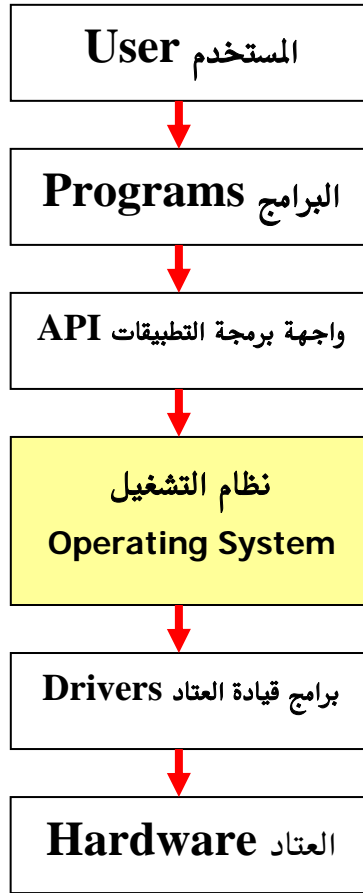 المستخدم User
البرامج Programs
واجهة برمجة التطبيقات API
نظام التشغيل
Operating System
برامج قيادة العتاد Drivers
العتاد Hardware